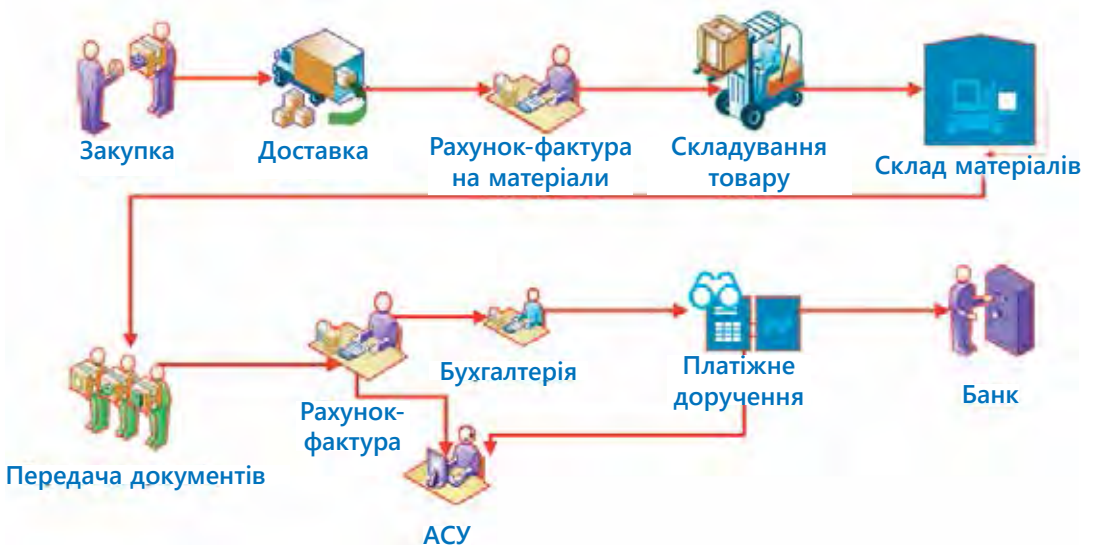 Закупка
Доставка
Рахунок-фактура
на матеріали
Складування
товару
Склад матеріалів
Передача документів
Рахунок-
фактура
Бухгалтерія
Платіжне
доручення
Банк
АСУ